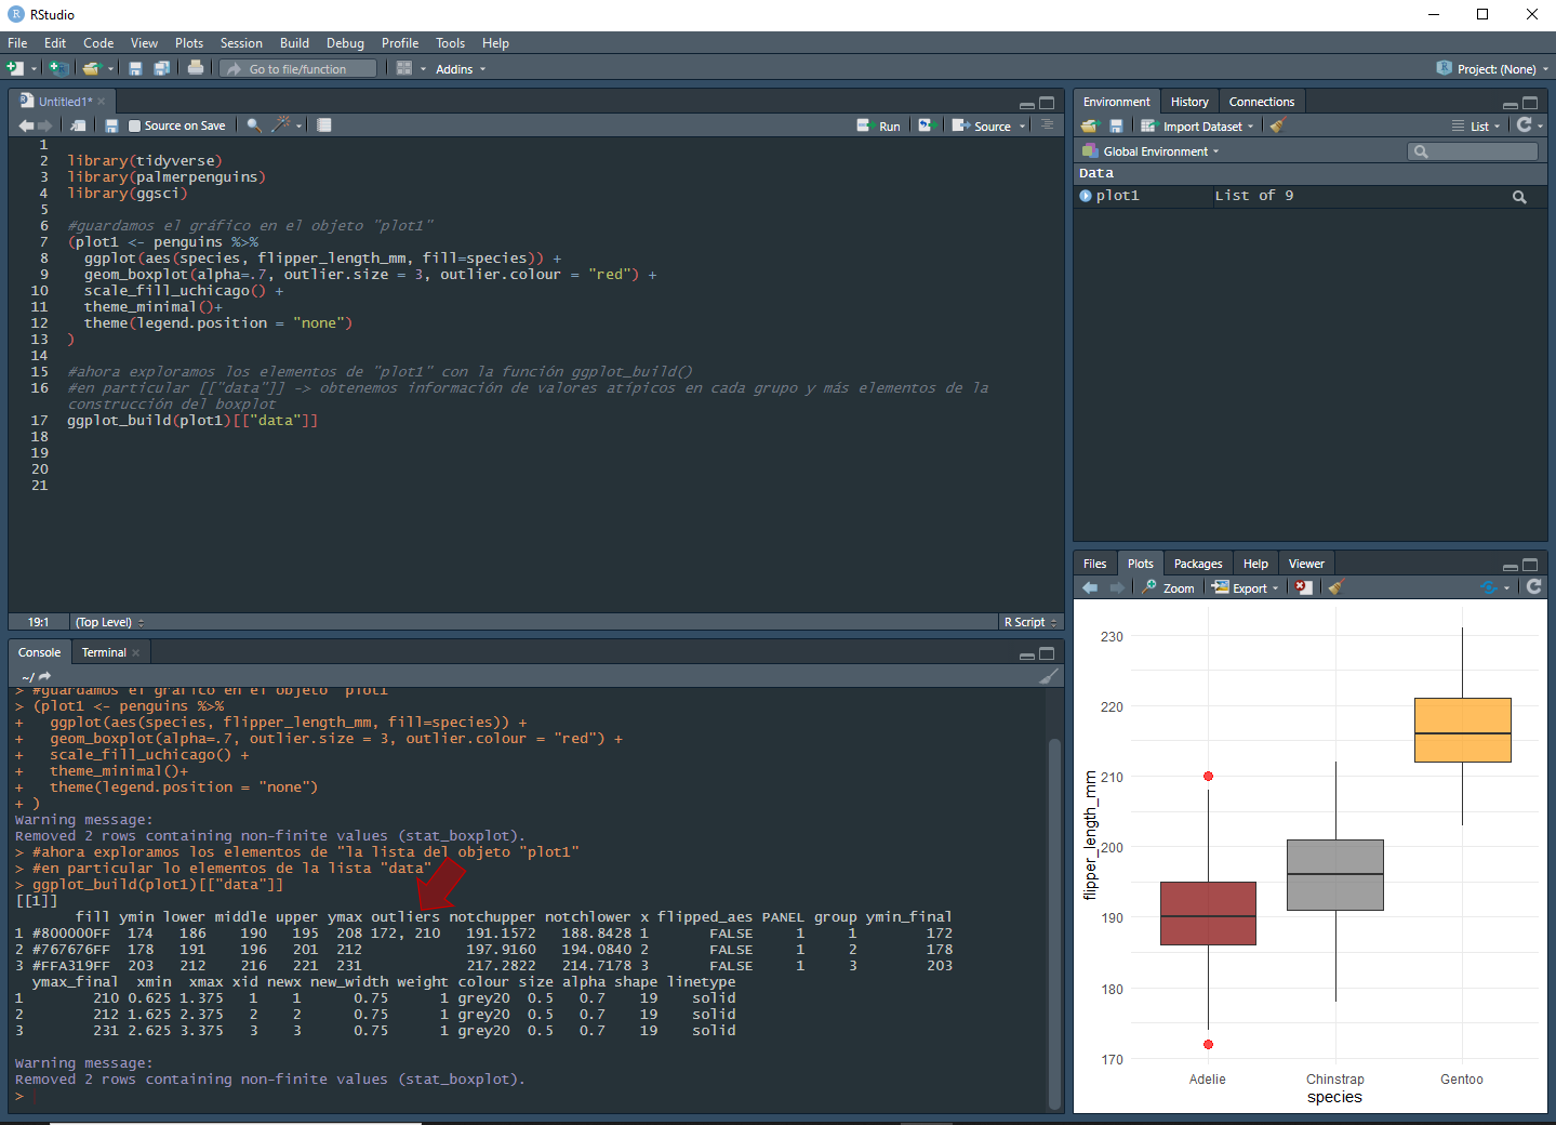 RStudio
File Edit Code View Plots Session Build Debug Profile Tools Help
Go to file/function Addins Project: (None)
Untitled1*
Source on Save Run Source
1
2 library(tidyverse)
3 library(palmerpenguins)
4 library(ggsci)
5
6 #guardamos el gráfico en el objeto "plot1"
7 (plot1 <- penguins %>%
8 ggplot(aes(species, flipper_length_mm, fill=species)) +
9 geom_boxplot(alpha=.7, outlier.size = 3, outlier.colour = "red") +
10 scale_fill_uchicago() +
11 theme_minimal()+
12 theme(legend.position = "none")
13 )
14
15 #ahora exploramos los elementos de "plot1" con la función ggplot_build()
16 #en particular [["data"]] -> obtenemos información de valores atípicos en cada grupo y más elementos de la
construcción del boxplot
17 ggplot_build(plot1)[["data"]]
18
19
20
21
19:1 (Top Level) R Script
Console Terminal
~/
> #guardamos el gráfico en el objeto "plot1"
> (plot1 <- penguins %>%
+ ggplot(aes(species, flipper_length_mm, fill=species)) +
+ geom_boxplot(alpha=.7, outlier.size = 3, outlier.colour = "red") +
+ scale_fill_uchicago() +
+ theme_minimal()+
+ theme(legend.position = "none")
+ )
Warning message:
Removed 2 rows containing non-finite values (stat_boxplot).
> #ahora exploramos los elementos de "la lista del objeto "plot1"
> #en particular lo elementos de la lista "data"
> ggplot_build(plot1)[["data"]]
[[1]]
fill ymin lower middle upper ymax outliers notchupper notchlower x flipped_aes PANEL group ymin_final
1 #800000FF 174 186 190 195 208 172, 210 191.1572 188.8428 1 FALSE 1 1 172
2 #767676FF 178 191 196 201 212 197.9160 194.0840 2 FALSE 1 2 178
3 #FFA319FF 203 212 216 221 231 217.2822 214.7178 3 FALSE 1 3 203
ymax_final xmin xmax xid newx new_width weight colour size alpha shape linetype
1 210 0.625 1.375 1 1 0.75 1 grey20 0.5 0.7 19 solid
2 212 1.625 2.375 2 2 0.75 1 grey20 0.5 0.7 19 solid
3 231 2.625 3.375 3 3 0.75 1 grey20 0.5 0.7 19 solid
Warning message:
Removed 2 rows containing non-finite values (stat_boxplot).
>
Environment History Connections
Import Dataset List
Global Environment
Data
plot1 List of 9
Files Plots Packages Help Viewer
Zoom Export
flipper_length_mm
230
220
210
200
190
180
170
Adelie Chinstrap Gentoo
species